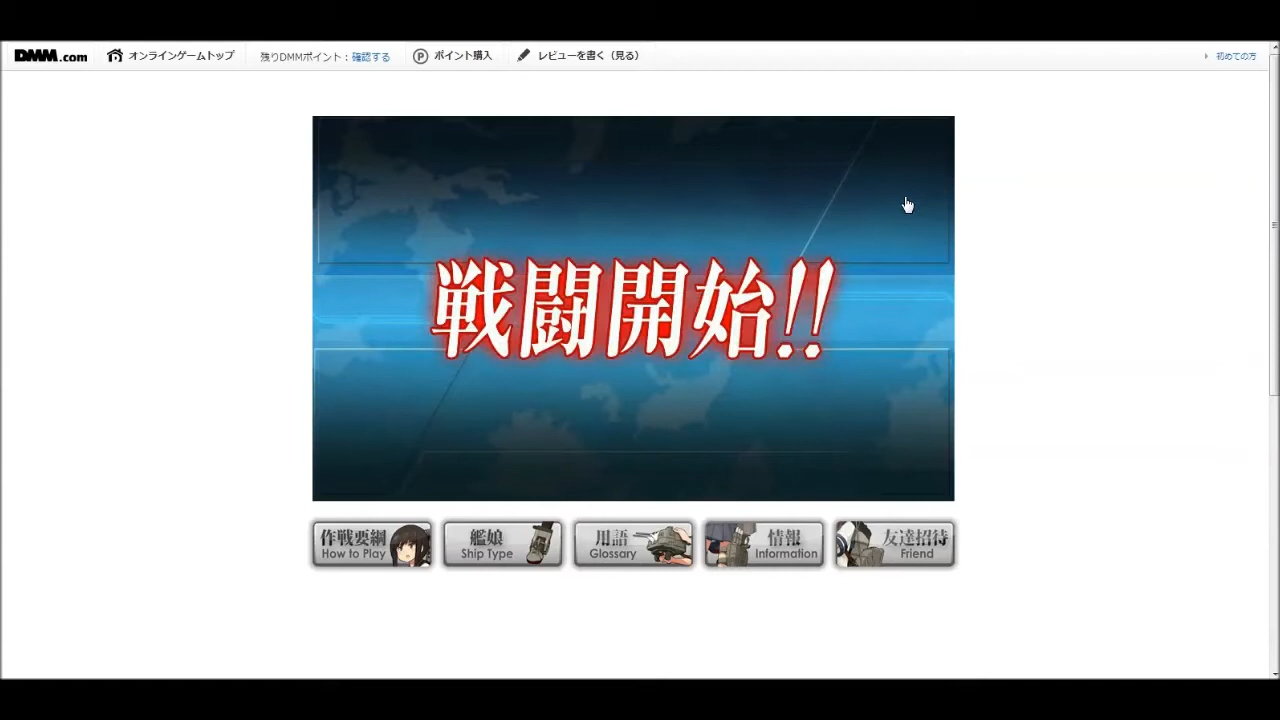 DMM.com オンラインゲームトップ 残りDMMポイント：確認する P ポイント購入 レビューを書く（見る） 初めての方
戦闘開始!!
作戦要綱 艦娘 用語 情報 友達招待
How to Play Ship Type Glossary Information Friend